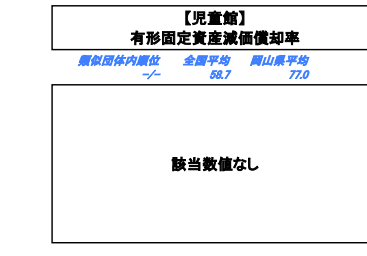 【児童館】
有形固定資産減価償却率
類似団体内順位 全国平均 岡山県平均
-/- 58.7 77.0
該当数値なし